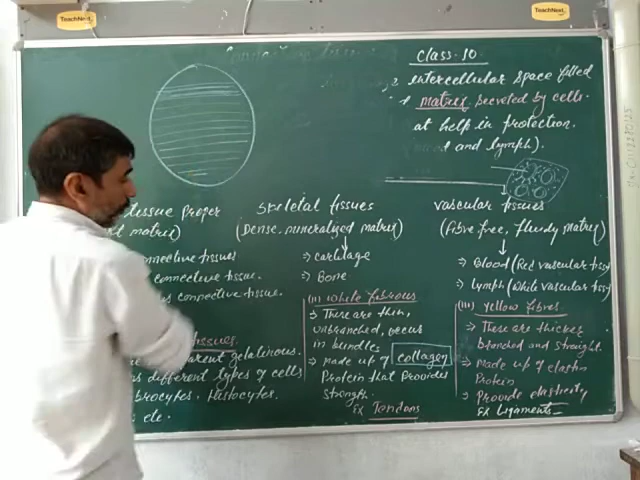 TeachNext
TeachNext
Class-10
intercellular space filled
matrix secreted by cells.
at help in protection.
and lymph).
tissue proper
matrix)
connective tissues
connective tissue.
connective tissue.
Skeletal tissues
(Dense, mineralized matrix)
⇒ cartilage
⇒ Bone
vascular tissues
(Fibre free, fluidy matrix)
⇒ Blood (Red vascular
⇒ Lymph (White vascular
tissues.
gelatinous.
different types of cells
Histocytes.
etc.
(ii) White fibrous
⇒ These are thin,
unbranched, occurs
in bundles
⇒ made up of collagen
Protein that provides
strength.
Ex Tendons
(iii) Yellow fibres
⇒ These are thicker
branched and straight.
⇒ Made up of elastin
Protein
⇒ Provide elasticity
Ex Ligaments